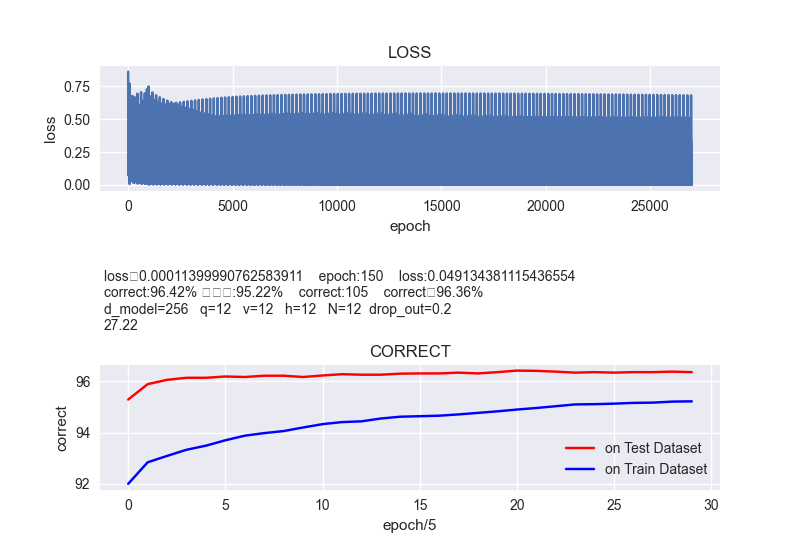 LOSS
0.75
0.50
0.25
0.00
loss
0 5000 10000 15000 20000 25000
epoch
loss 0.00011399990762583911 epoch:150 loss:0.049134381115436554
correct:96.42% :95.22% correct:105 correct 96.36%
d_model=256 q=12 v=12 h=12 N=12 drop_out=0.2
27.22
CORRECT
96
94
92
correct
on Test Dataset
on Train Dataset
0 5 10 15 20 25 30
epoch/5